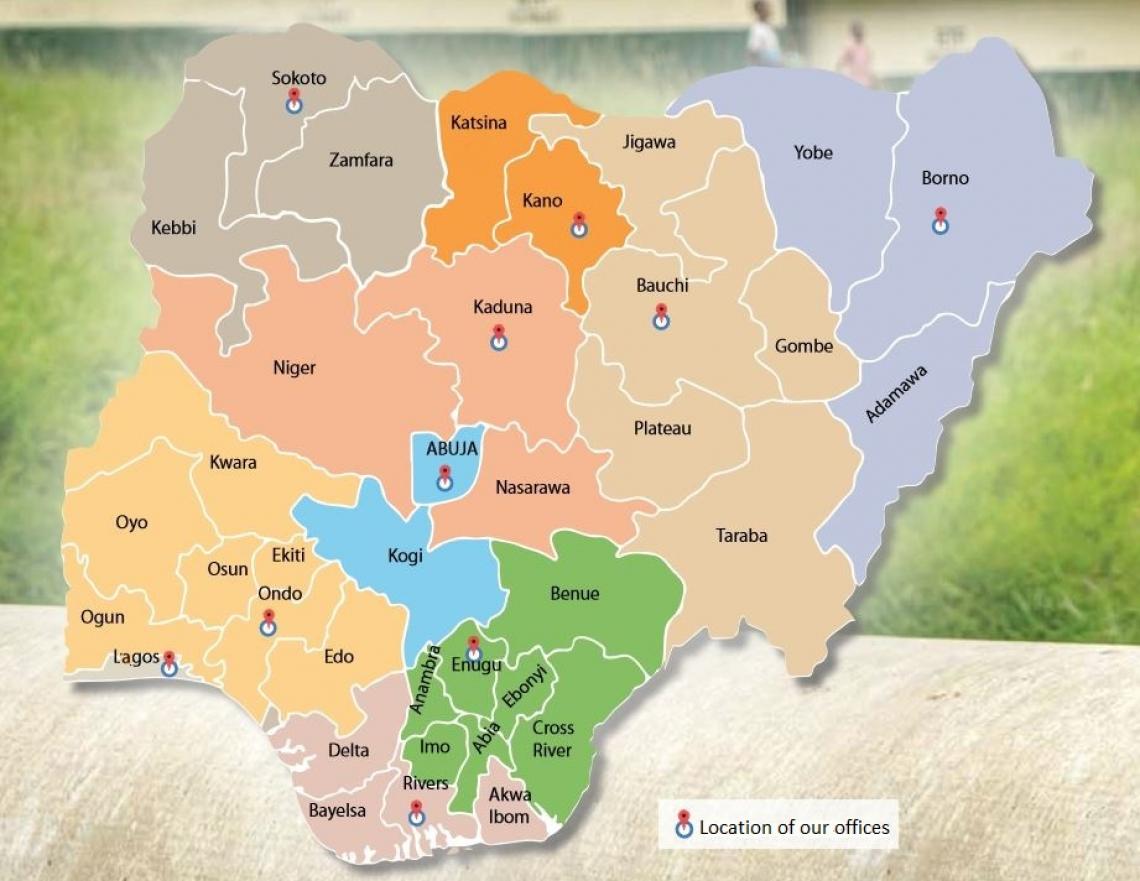 Sokoto
Katsina
Jigawa
Yobe
Zamfara
Borno
Kano
Kebbi
Bauchi
Kaduna
Gombe
Niger
Adamawa
Plateau
ABUJA
Kwara
Nasarawa
Oyo
Taraba
Kogi
Ekiti
Osun
Ondo
Benue
Ogun
Lagos
Edo
Enugu
Anambra
Ebonyi
Abia
Cross
River
Imo
Delta
Rivers
Bayelsa
Akwa
Ibom
Location of our offices